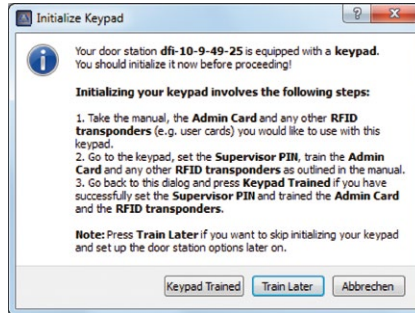 Initialize Keypad
Your door station dfi-10-9-49-25 is equipped with a keypad.
You should initialize it now before proceeding!
Initializing your keypad involves the following steps:
1. Take the manual, the Admin Card and any other RFID
transponders (e.g. user cards) you would like to use with this
keypad.
2. Go to the keypad, set the Supervisor PIN, train the Admin
Card and any other RFID transponders as outlined in the manual.
3. Go back to this dialog and press Keypad Trained if you have
successfully set the Supervisor PIN and trained the Admin Card
and the RFID transponders.
Note: Press Train Later if you want to skip initializing your keypad
and set up the door station options later on.
Keypad Trained Train Later Abbrechen